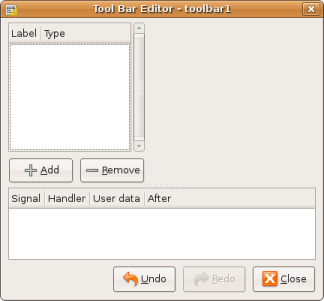 Tool Bar Editor - toolbar1
Label Type
Add Remove
Signal Handler User data After
Undo Redo Close